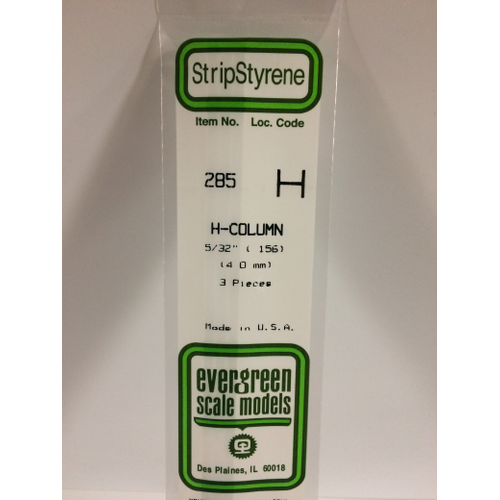 StripStyrene
Item No. Loc. Code
285 H
H-COLUMN
5/32" ( 156)
(4 0 mm)
3 Pieces
Made in U.S.A.
evergreen
scale models
Des Plaines, IL 60018